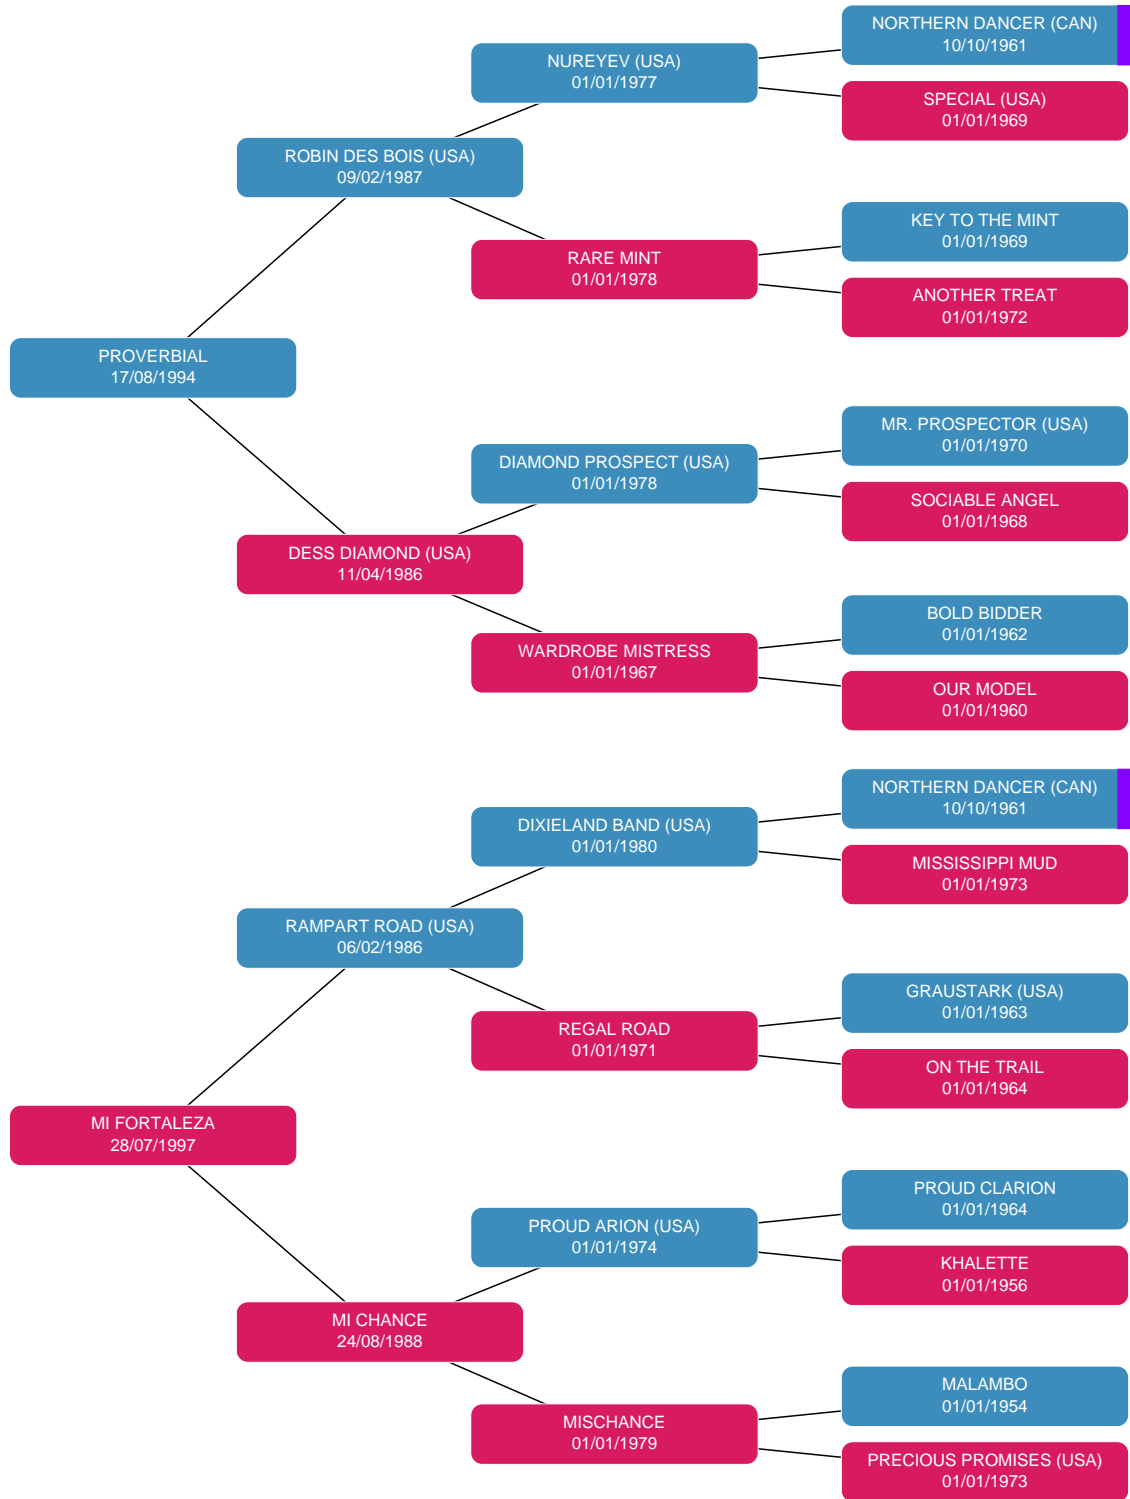 NORTHERN DANCER (CAN)
10/10/1961
NUREYEV (USA)
01/01/1977
SPECIAL (USA)
01/01/1969
ROBIN DES BOIS (USA)
09/02/1987
KEY TO THE MINT
01/01/1969
RARE MINT
01/01/1978
ANOTHER TREAT
01/01/1972
PROVERBIAL
17/08/1994
MR. PROSPECTOR (USA)
01/01/1970
DIAMOND PROSPECT (USA)
01/01/1978
SOCIABLE ANGEL
01/01/1968
DESS DIAMOND (USA)
11/04/1986
BOLD BIDDER
01/01/1962
WARDROBE MISTRESS
01/01/1967
OUR MODEL
01/01/1960
NORTHERN DANCER (CAN)
10/10/1961
DIXIELAND BAND (USA)
01/01/1980
MISSISSIPPI MUD
01/01/1973
RAMPART ROAD (USA)
06/02/1986
GRAUSTARK (USA)
01/01/1963
REGAL ROAD
01/01/1971
ON THE TRAIL
01/01/1964
MI FORTALEZA
28/07/1997
PROUD CLARION
01/01/1964
PROUD ARION (USA)
01/01/1974
KHALETTE
01/01/1956
MI CHANCE
24/08/1988
MALAMBO
01/01/1954
MISCHANCE
01/01/1979
PRECIOUS PROMISES (USA)
01/01/1973